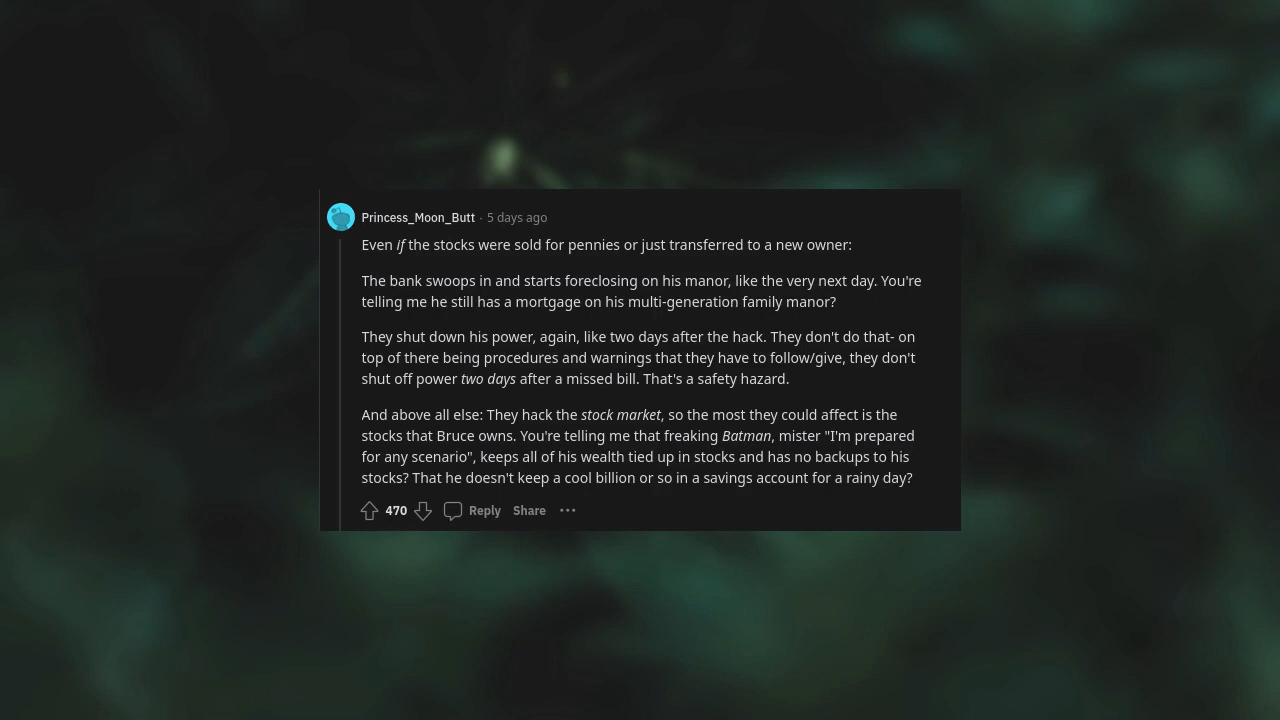 Princess_Moon_Butt · 5 days ago
Even if the stocks were sold for pennies or just transferred to a new owner:
The bank swoops in and starts foreclosing on his manor, like the very next day. You're
telling me he still has a mortgage on his multi-generation family manor?
They shut down his power, again, like two days after the hack. They don't do that- on
top of there being procedures and warnings that they have to follow/give, they don't
shut off power two days after a missed bill. That's a safety hazard.
And above all else: They hack the stock market, so the most they could affect is the
stocks that Bruce owns. You're telling me that freaking Batman, mister "I'm prepared
for any scenario", keeps all of his wealth tied up in stocks and has no backups to his
stocks? That he doesn't keep a cool billion or so in a savings account for a rainy day?
470 Reply Share ···